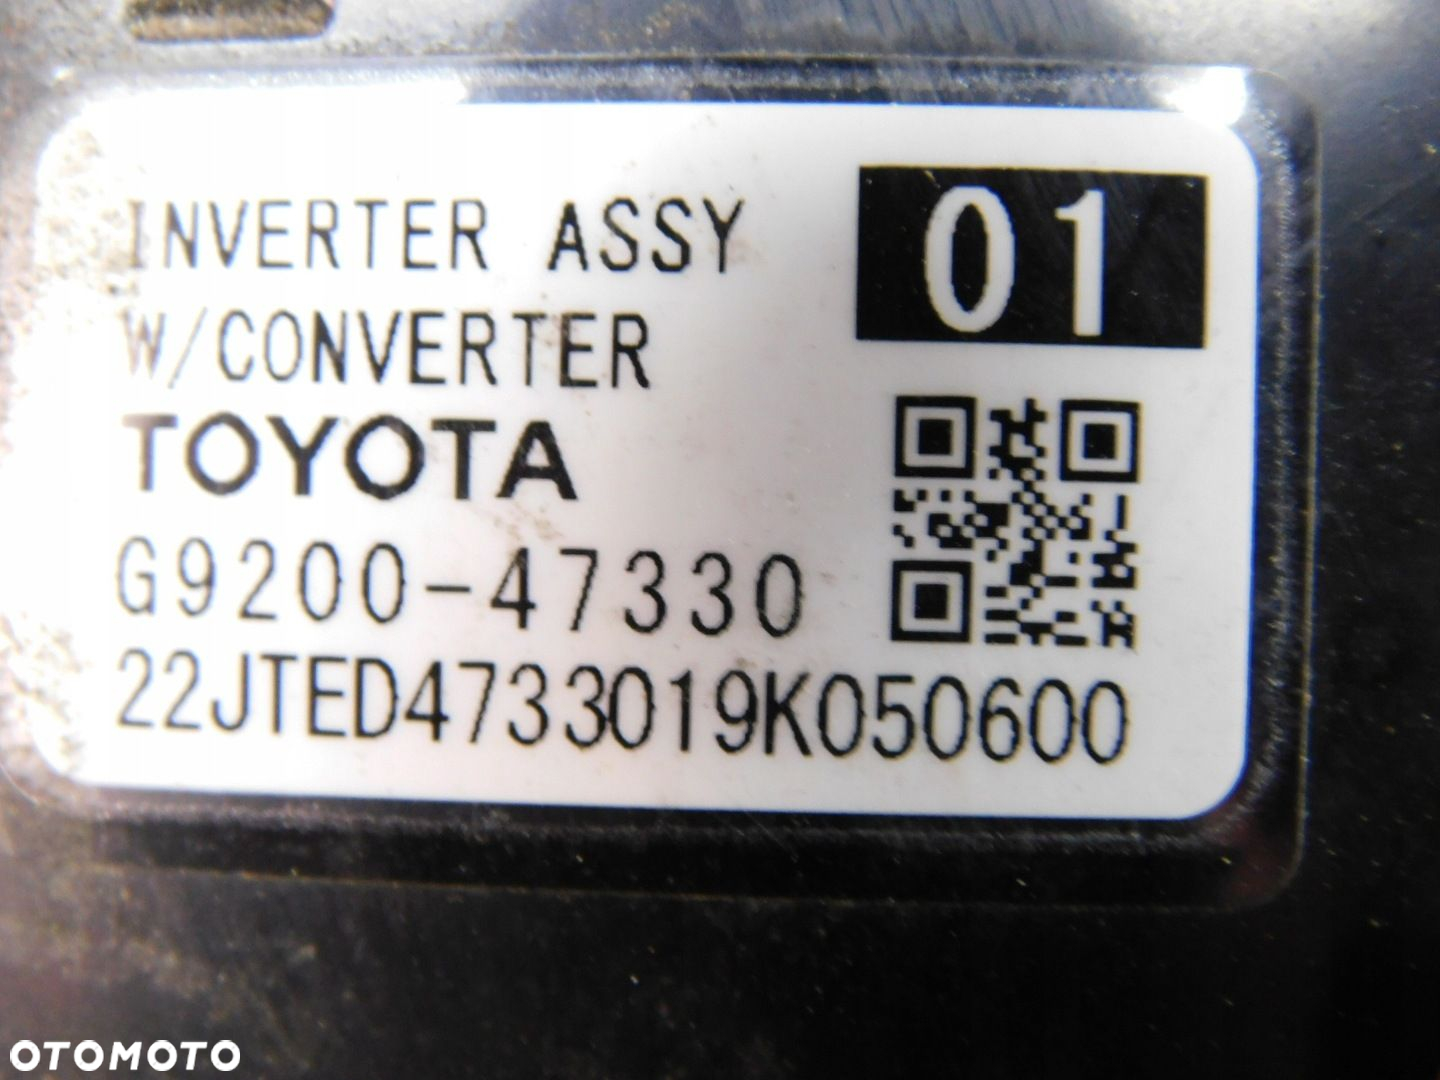 INVERTER ASSY
01
W/CONVERTER
TOYOTA
G9200-47330
22JTED4733019K050600
OTOMOTO